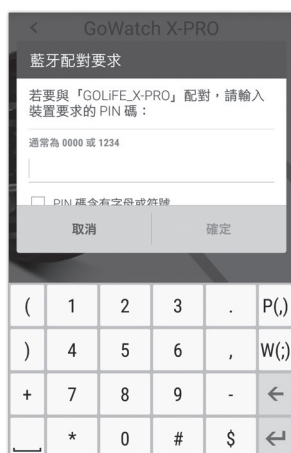 < GoWatch X-PRO
藍牙配對要求
若要與「GOLiFE_X-PRO」配對，請輸入
裝置要求的 PIN 碼：
通常為 0000 或 1234
PIN 碼含有字母或符號
取消 確定
( 1 2 3 . P(,)
) 4 5 6 , W(;)
+ 7 8 9 - ←
* 0 # $ ↵